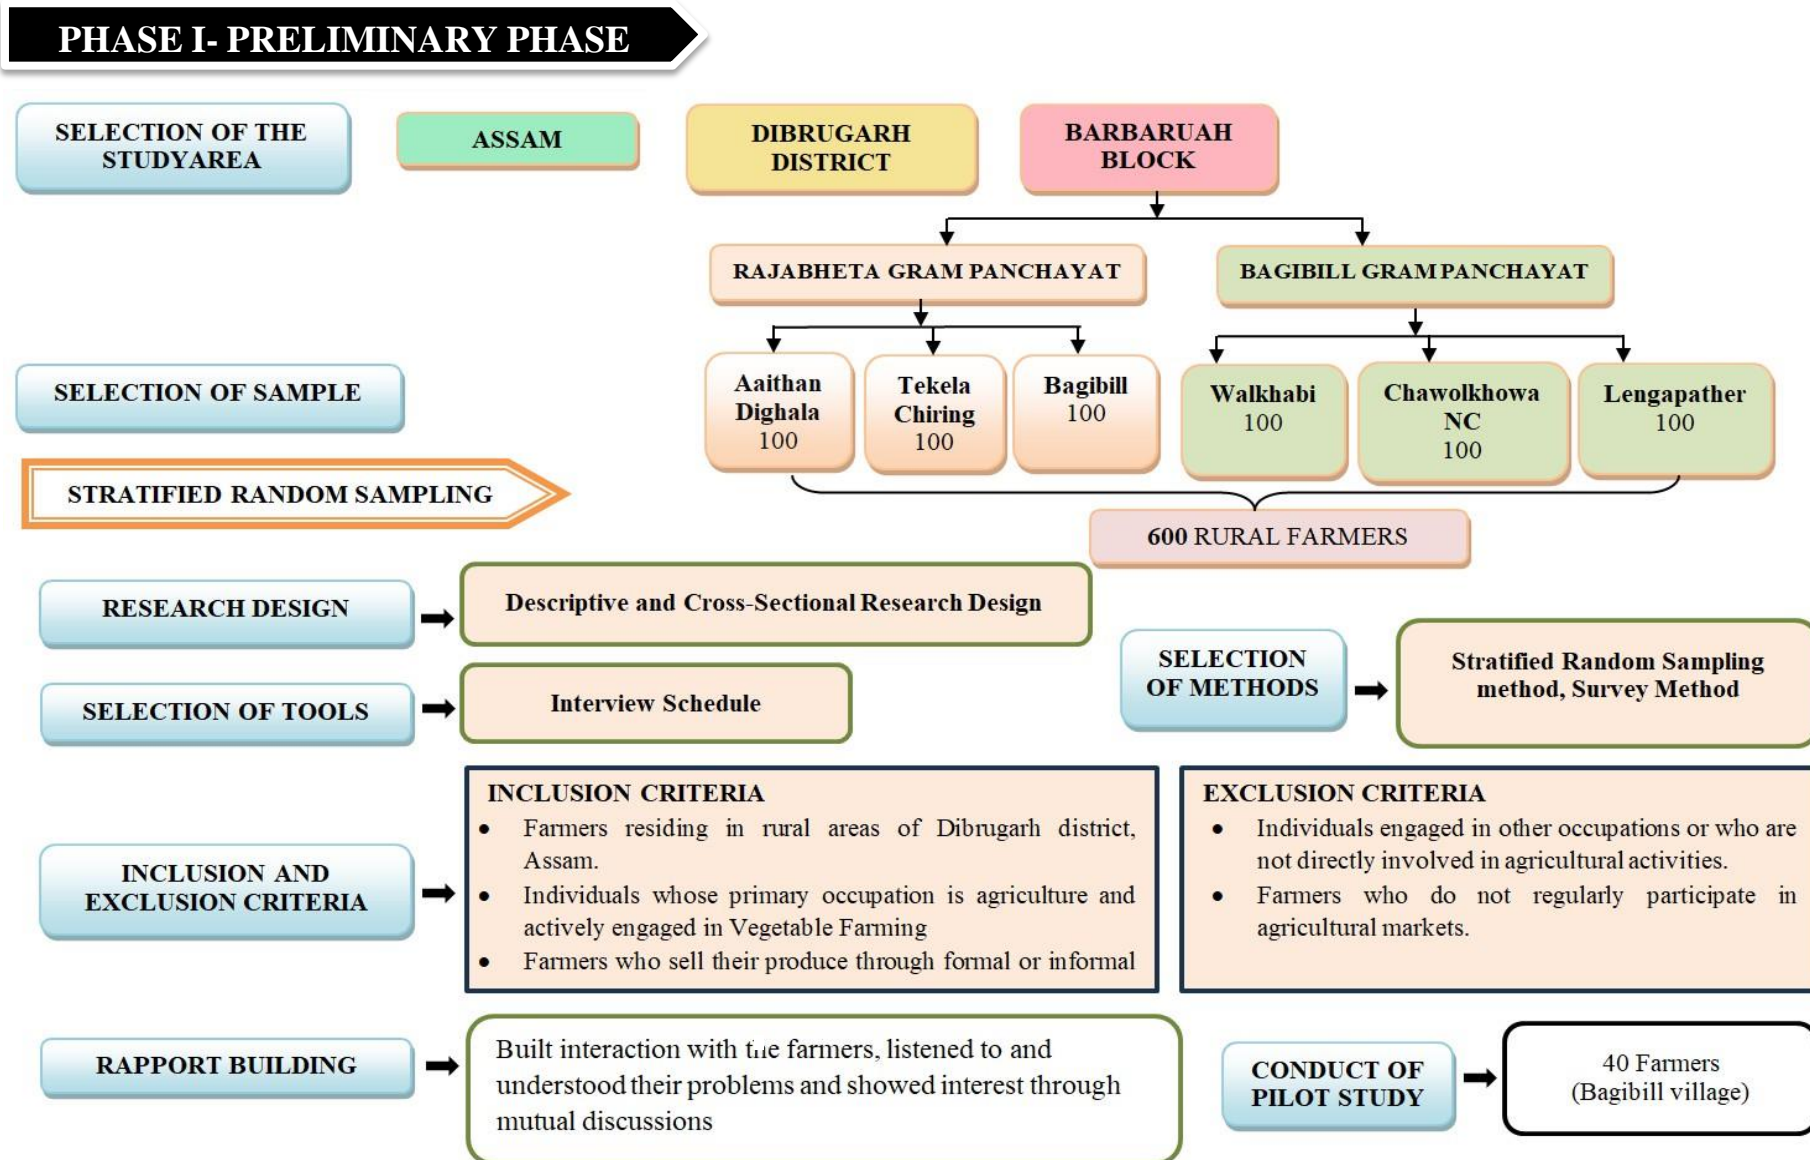 PHASE I- PRELIMINARY PHASE
SELECTION OF THE
STUDYAREA
ASSAM
DIBRUGARH
DISTRICT
BARBARUAH
BLOCK
RAJABHETA GRAM PANCHAYAT
BAGIBILL GRAM PANCHAYAT
SELECTION OF SAMPLE
Aaithan
Dighala
100
Tekela
Chiring
100
Bagibill
100
Walkhabi
100
Chawolkhowa
NC
100
Lengapather
100
STRATIFIED RANDOM SAMPLING
600 RURAL FARMERS
RESEARCH DESIGN
Descriptive and Cross-Sectional Research Design
SELECTION OF TOOLS
Interview Schedule
SELECTION
OF METHODS
Stratified Random Sampling
method, Survey Method
INCLUSION AND
EXCLUSION CRITERIA
INCLUSION CRITERIA
• Farmers residing in rural areas of Dibrugarh district,
Assam.
• Individuals whose primary occupation is agriculture and
actively engaged in Vegetable Farming
• Farmers who sell their produce through formal or informal
EXCLUSION CRITERIA
• Individuals engaged in other occupations or who are
not directly involved in agricultural activities.
• Farmers who do not regularly participate in
agricultural markets.
RAPPORT BUILDING
Built interaction with the farmers, listened to and
understood their problems and showed interest through
mutual discussions
CONDUCT OF
PILOT STUDY
40 Farmers
(Bagibill village)